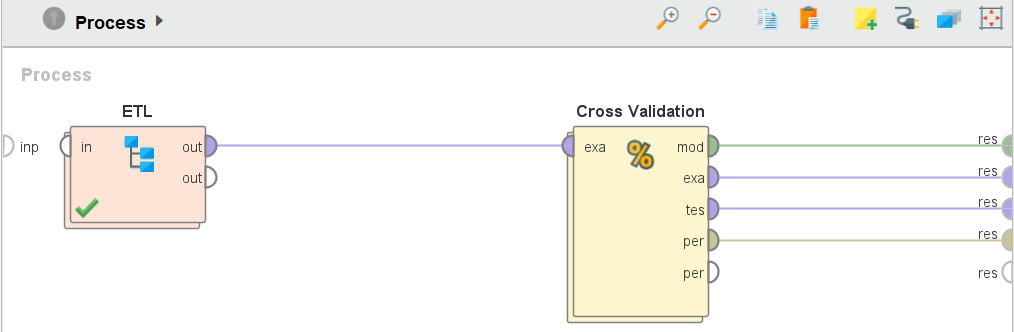 Process
Process
ETL
Cross Validation
inp in out exa mod res
out exa res
tes res
per res
per res